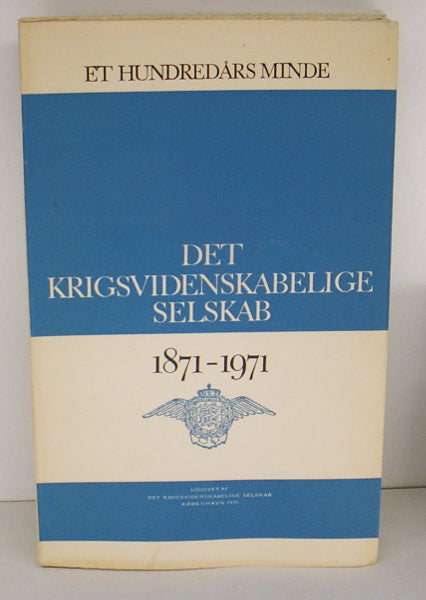 ET HUNDREDÅRS MINDE
DET
KRIGSVIDENSKABELIGE
SELSKAB
1871-1971
UDGIVET AF
DET KRIGSVIDENSKABELIGE SELSKAB
KØBENHAVN 1971